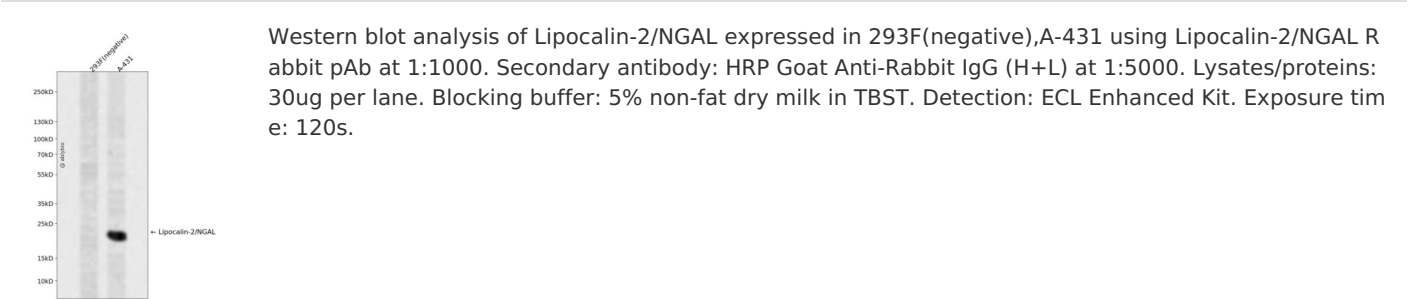 293F(negative)
A-431
250kD
130kD
100kD
70kD
55kD
35kD
25kD
15kD
10kD
@ ablybio
← Lipocalin-2/NGAL
Western blot analysis of Lipocalin-2/NGAL expressed in 293F(negative),A-431 using Lipocalin-2/NGAL R
abbit pAb at 1:1000. Secondary antibody: HRP Goat Anti-Rabbit IgG (H+L) at 1:5000. Lysates/proteins:
30ug per lane. Blocking buffer: 5% non-fat dry milk in TBST. Detection: ECL Enhanced Kit. Exposure tim
e: 120s.